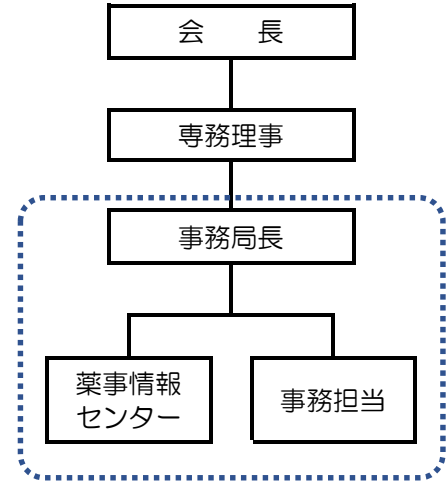 会　　長
専務理事
事務局長
薬事情報
センター
事務担当